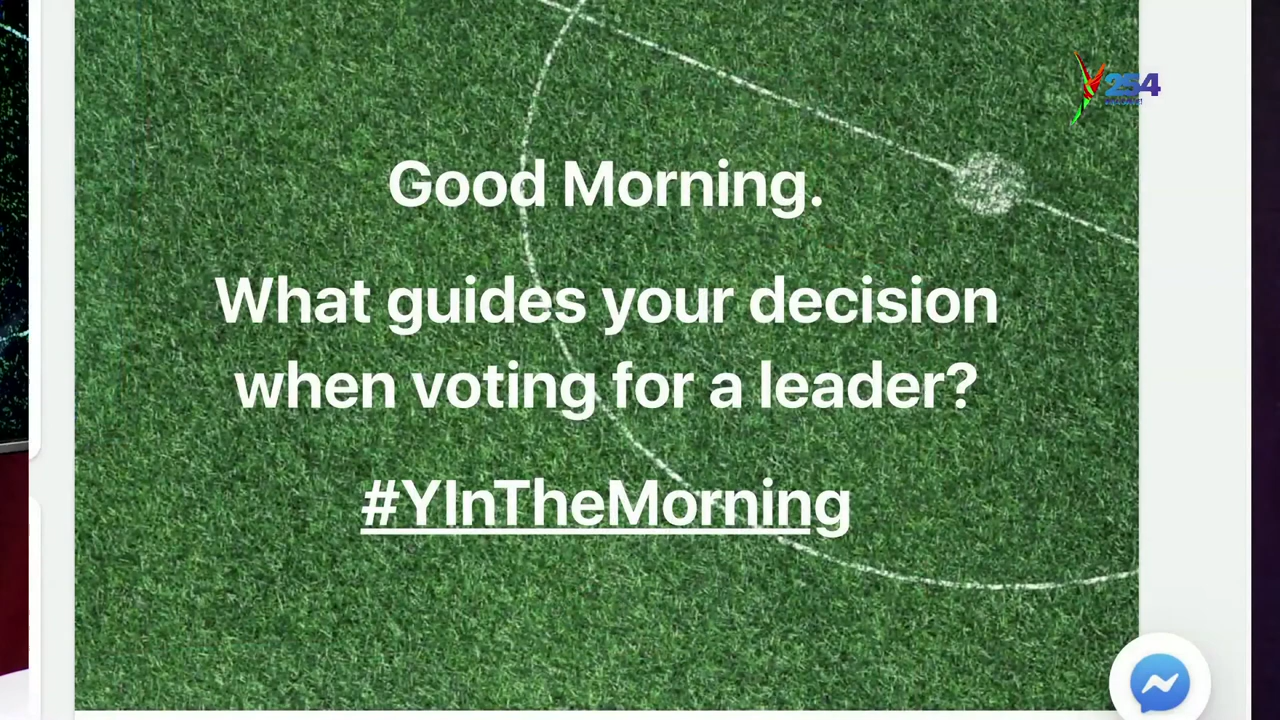 254
Good Morning.
What guides your decision
when voting for a leader?
#YInTheMorning